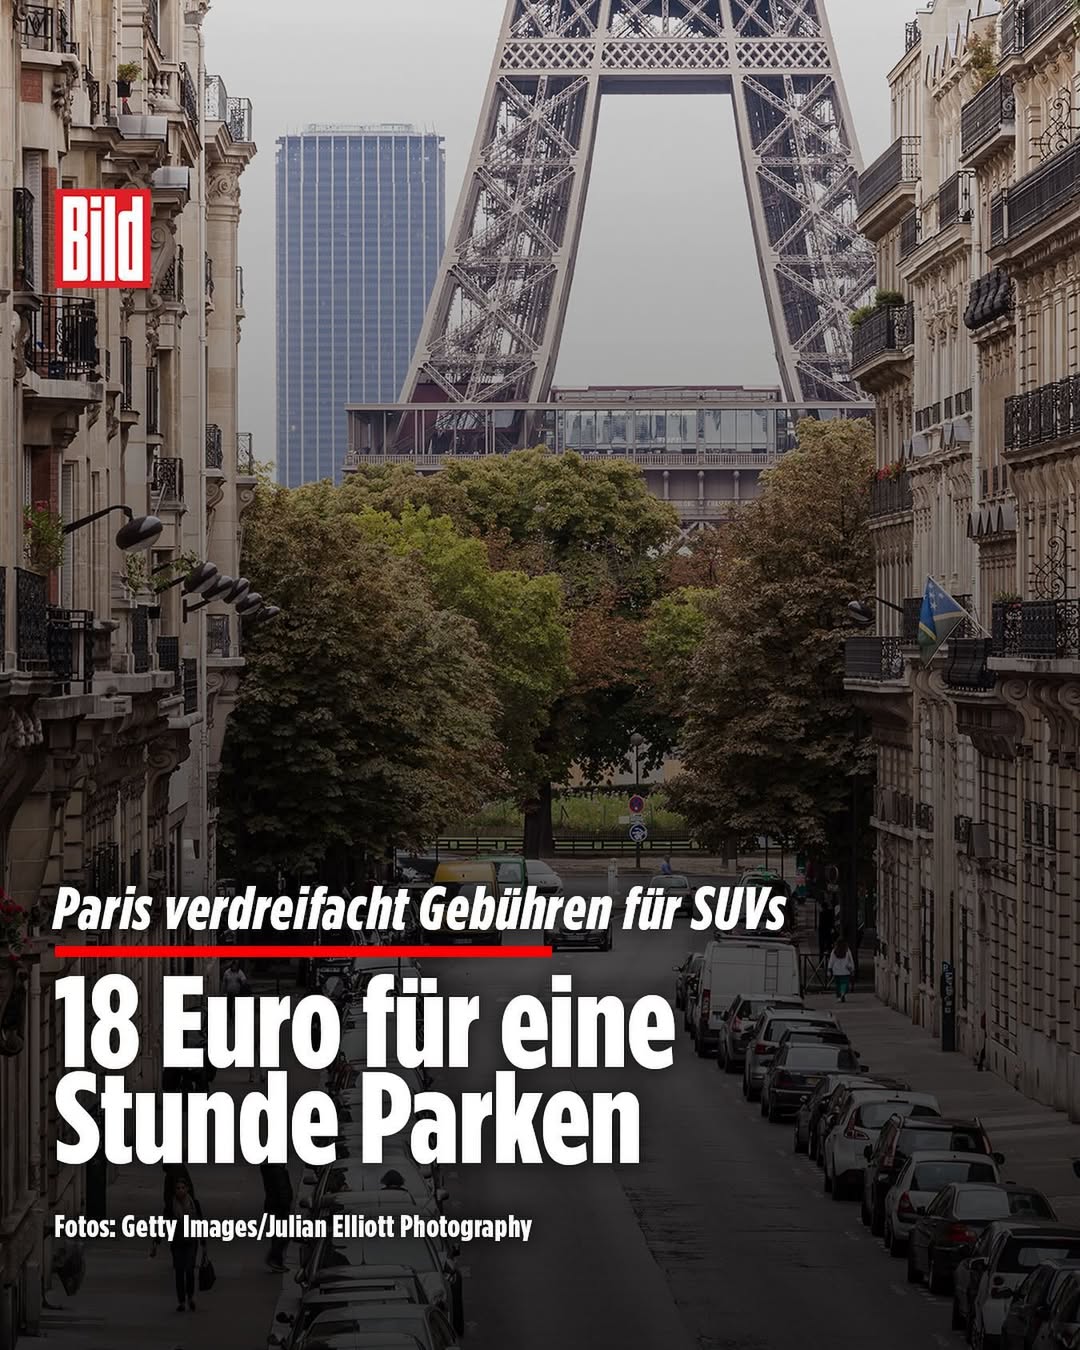 Bild
Paris verdreifacht Gebühren für SUVs
18 Euro für eine
Stunde Parken
Fotos: Getty Images/Julian Elliott Photography